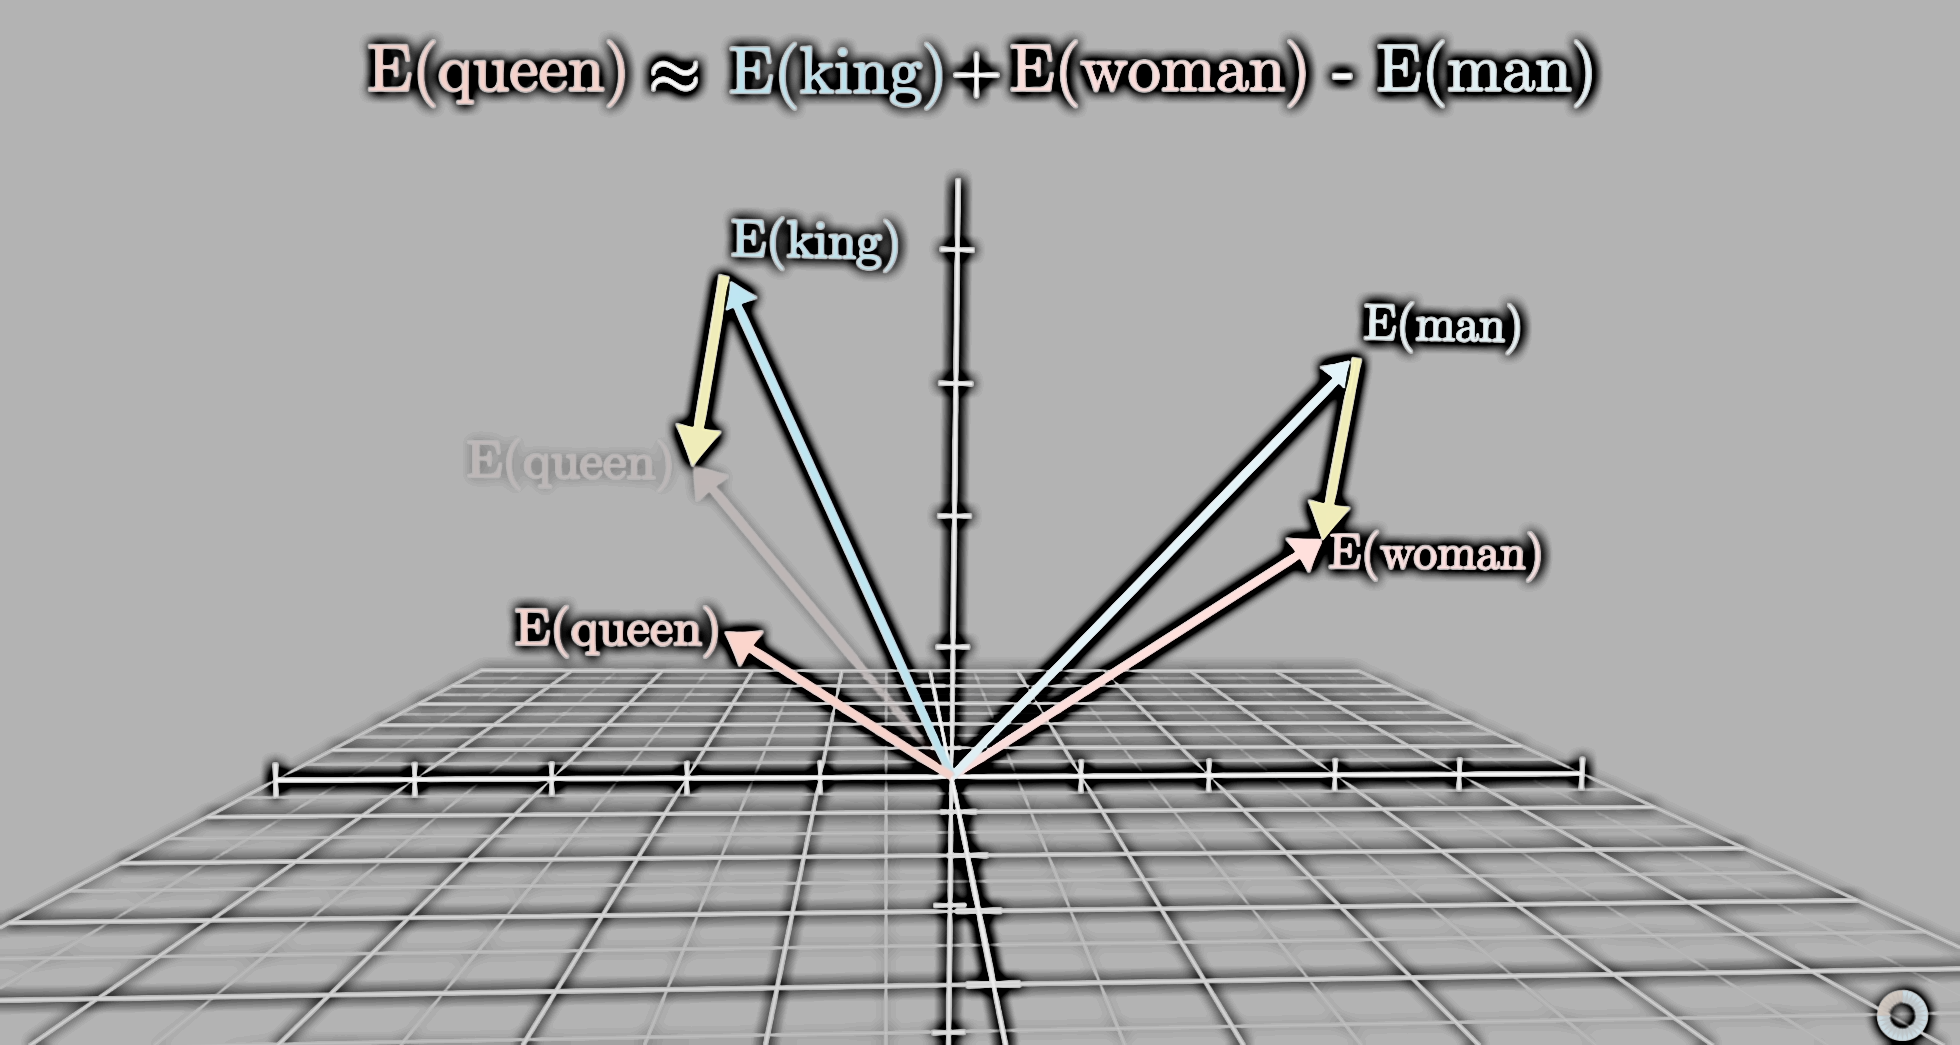 E(queen) ≈ E(king)+E(woman) - E(man)
E(king)
E(man)
E(queen)
E(woman)
E(queen)